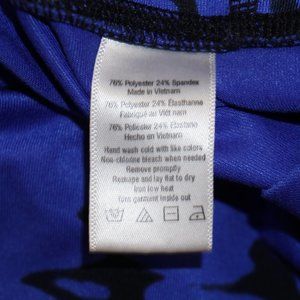 76% Polyester 24% Spandex
Made in Vietnam
76% Polyester 24% Élasthanne
Fabriqué au Viêt nam
76% Poliéster 24% Elastano
Hecho en Vietnam
Hand wash cold with like colors
Non-chlorine bleach when needed
Remove promptly
Reshape and lay flat to dry
Iron low heat
Turn garment inside out